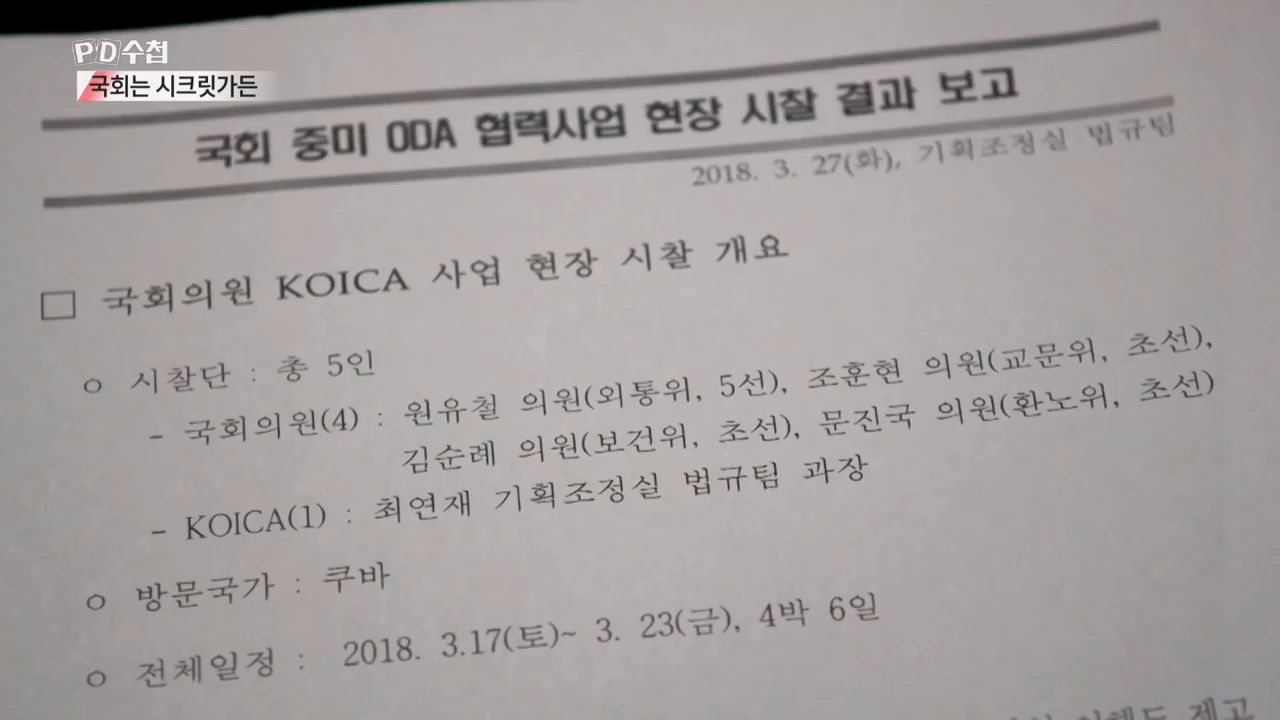 PD수첩
국회는 시크릿가든
국회 중미 ODA 협력사업 현장 시찰 결과 보고
2018. 3. 27(화), 기획조정실 법규팀
□ 국회의원 KOICA 사업 현장 시찰 개요
ㅇ 시찰단 : 총 5인
- 국회의원(4) : 원유철 의원(외통위, 5선), 조훈현 의원(교문위, 초선),
김순례 의원(보건위, 초선), 문진국 의원(환노위, 초선)
- KOICA(1) : 최연재 기획조정실 법규팀 과장
ㅇ 방문국가 : 쿠바
ㅇ 전체일정 : 2018. 3.17(토)~ 3. 23(금), 4박 6일
제고